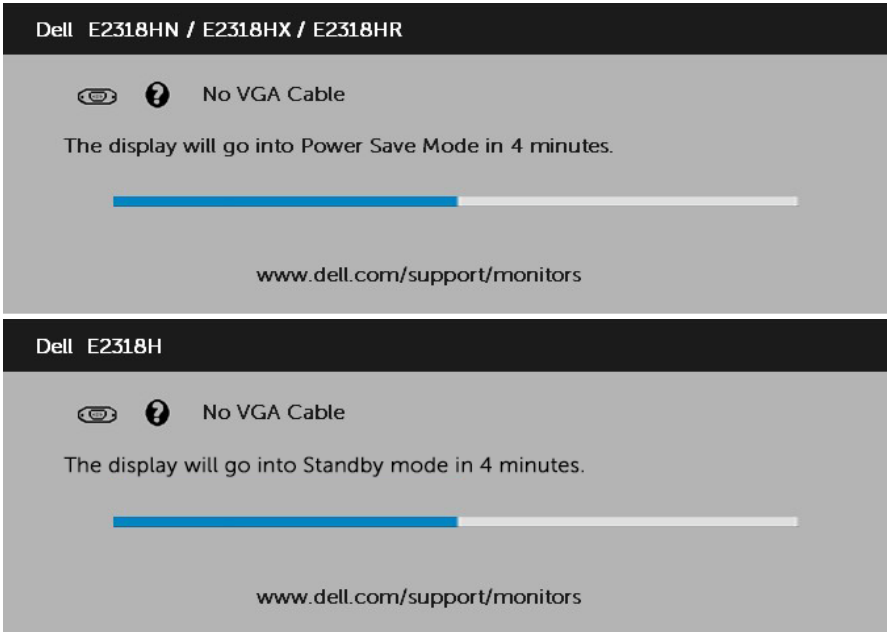 Dell E2318HN / E2318HX / E2318HR
No VGA Cable
The display will go into Power Save Mode in 4 minutes.
www.dell.com/support/monitors
Dell E2318H
No VGA Cable
The display will go into Standby mode in 4 minutes.
www.dell.com/support/monitors